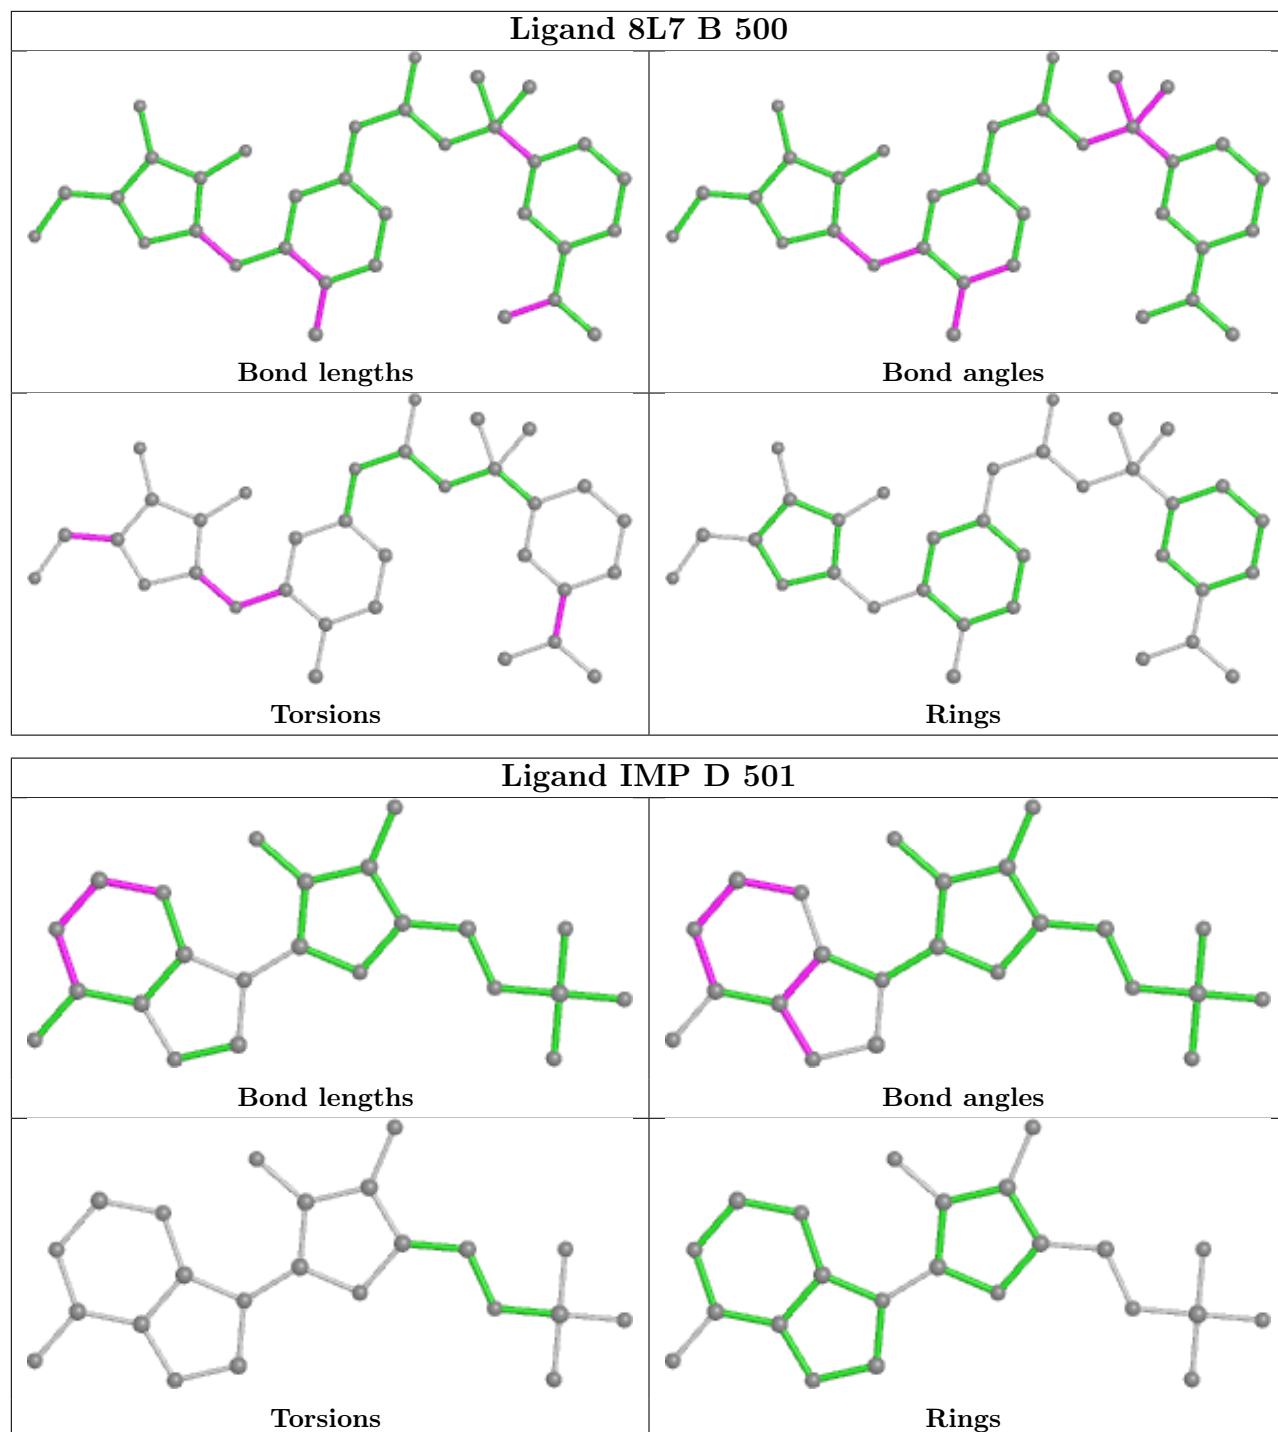 Ligand 8L7 B 500
Bond lengths
Bond angles
Torsions
Rings
Ligand IMP D 501
Bond lengths
Bond angles
Torsions
Rings